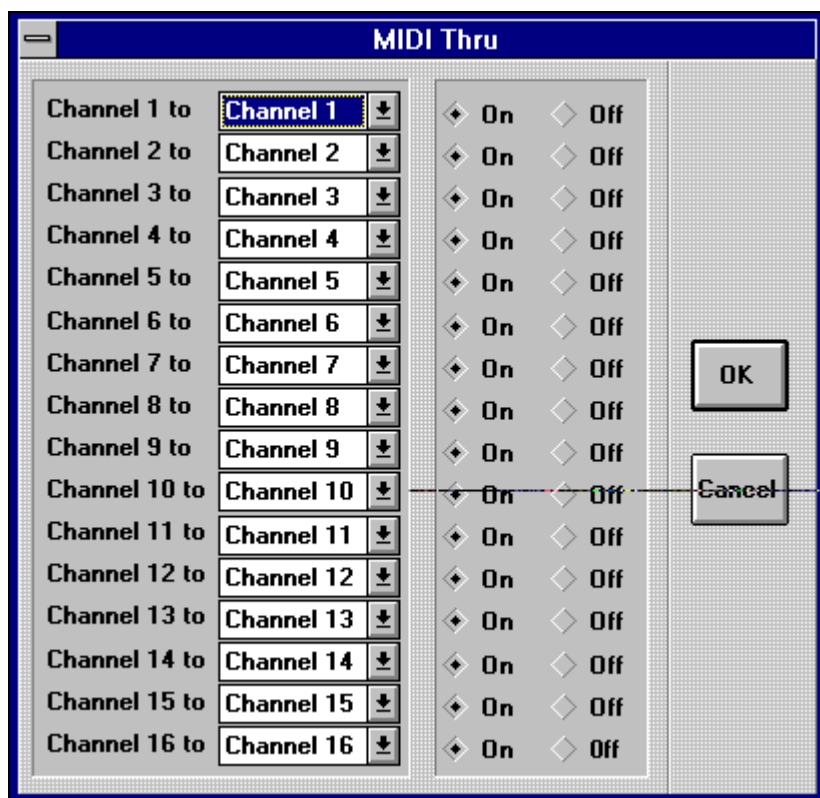 MIDI Thru
Channel 1 to Channel 1 On Off
Channel 2 to Channel 2 On Off
Channel 3 to Channel 3 On Off
Channel 4 to Channel 4 On Off
Channel 5 to Channel 5 On Off
Channel 6 to Channel 6 On Off
Channel 7 to Channel 7 On Off
Channel 8 to Channel 8 On Off
Channel 9 to Channel 9 On Off
Channel 10 to Channel 10 On Off
Channel 11 to Channel 11 On Off
Channel 12 to Channel 12 On Off
Channel 13 to Channel 13 On Off
Channel 14 to Channel 14 On Off
Channel 15 to Channel 15 On Off
Channel 16 to Channel 16 On Off
OK
Cancel